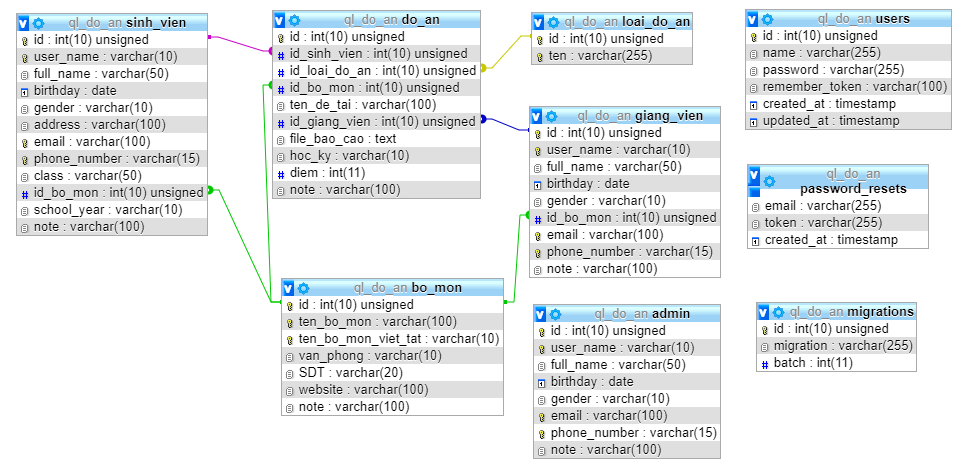 ql_do_an sinh_vien
id : int(10) unsigned
user_name : varchar(10)
full_name : varchar(50)
birthday : date
gender : varchar(10)
address : varchar(100)
email : varchar(100)
phone_number : varchar(15)
class : varchar(50)
id_bo_mon : int(10) unsigned
school_year : varchar(10)
note : varchar(100)
ql_do_an do_an
id : int(10) unsigned
id_sinh_vien : int(10) unsigned
id_loai_do_an : int(10) unsigned
id_bo_mon : int(10) unsigned
ten_de_tai : varchar(100)
id_giang_vien : int(10) unsigned
file_bao_cao : text
hoc_ky : varchar(10)
diem : int(11)
note : varchar(100)
ql_do_an loai_do_an
id : int(10) unsigned
ten : varchar(255)
ql_do_an users
id : int(10) unsigned
name : varchar(255)
password : varchar(255)
remember_token : varchar(100)
created_at : timestamp
updated_at : timestamp
ql_do_an giang_vien
id : int(10) unsigned
user_name : varchar(10)
full_name : varchar(50)
birthday : date
gender : varchar(10)
id_bo_mon : int(10) unsigned
email : varchar(100)
phone_number : varchar(15)
note : varchar(100)
ql_do_an
password_resets
email : varchar(255)
token : varchar(255)
created_at : timestamp
ql_do_an bo_mon
id : int(10) unsigned
ten_bo_mon : varchar(100)
ten_bo_mon_viet_tat : varchar(10)
van_phong : varchar(10)
SDT : varchar(20)
website : varchar(100)
note : varchar(100)
ql_do_an admin
id : int(10) unsigned
user_name : varchar(10)
full_name : varchar(50)
birthday : date
gender : varchar(10)
email : varchar(100)
phone_number : varchar(15)
note : varchar(100)
ql_do_an migrations
id : int(10) unsigned
migration : varchar(255)
batch : int(11)